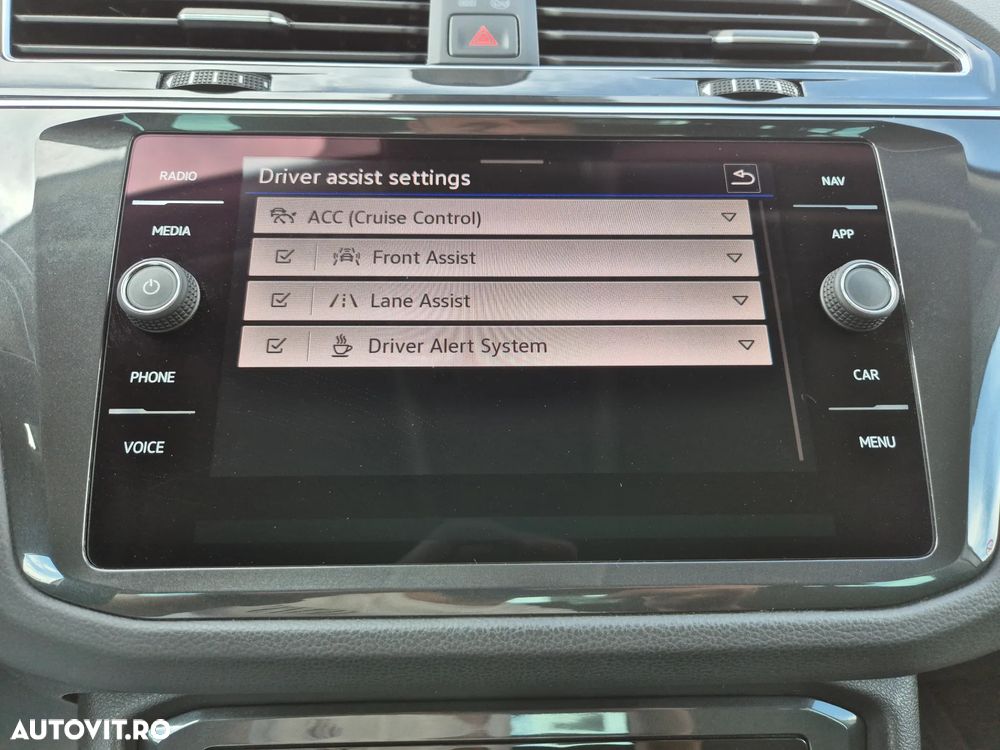 RADIO
MEDIA
PHONE
VOICE
Driver assist settings
ACC (Cruise Control)
Front Assist
Lane Assist
Driver Alert System
NAV
APP
CAR
MENU
AUTOVIT.RO